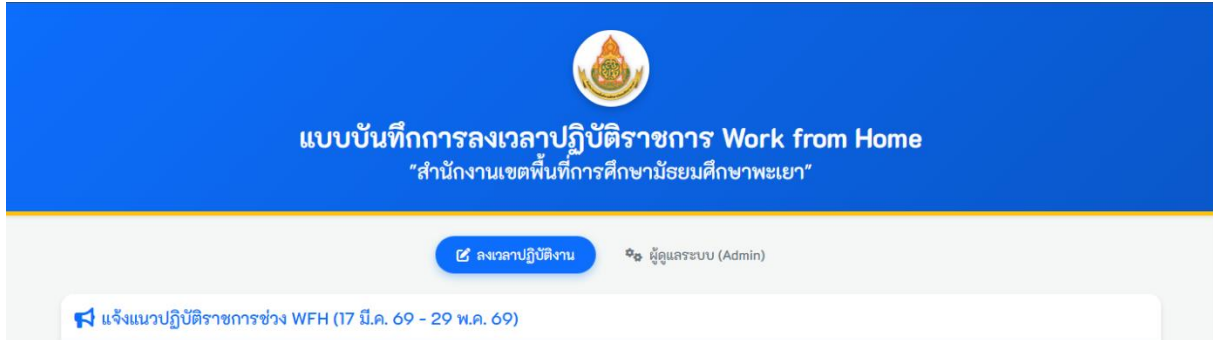 แบบบันทึกการลงเวลาปฏิบัติราชการ Work from Home
"สำนักงานเขตพื้นที่การศึกษามัธยมศึกษาพะเยา"
ลงเวลาปฏิบัติงาน ผู้ดูแลระบบ (Admin)
แจ้งแนวปฏิบัติราชการช่วง WFH (17 มี.ค. 69 - 29 พ.ค. 69)